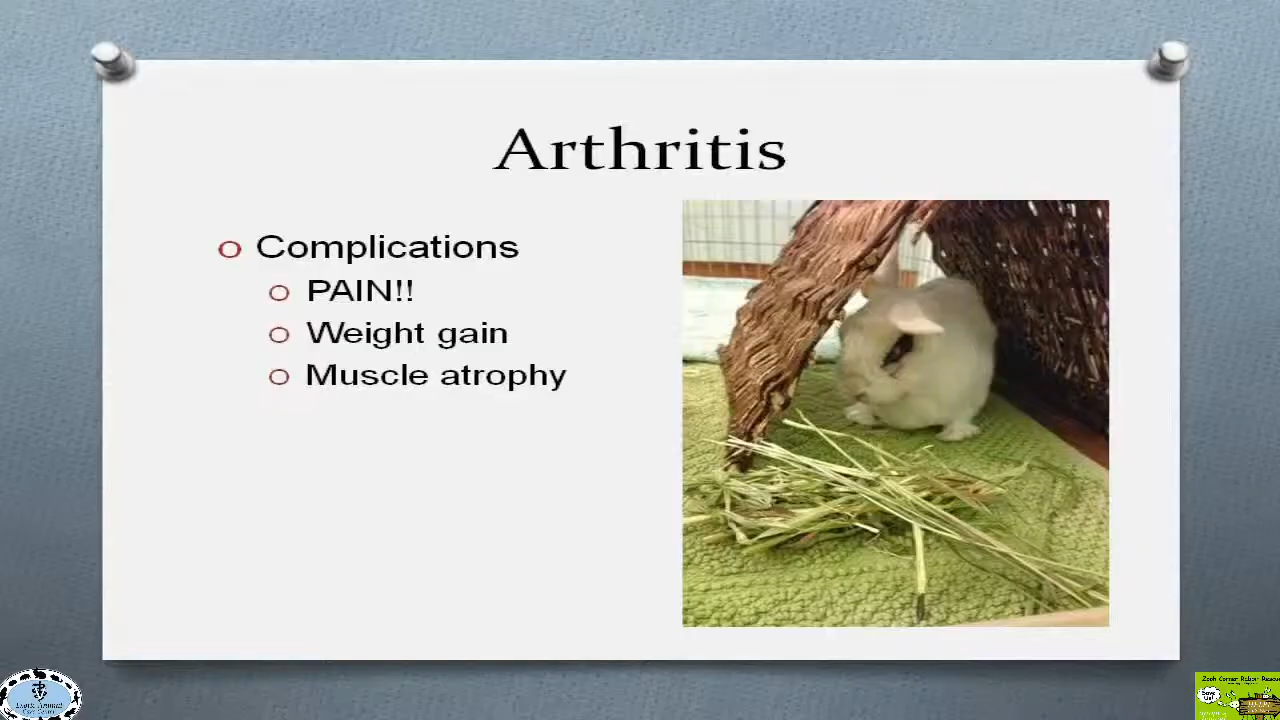 Arthritis
Complications
PAIN!!
Weight gain
Muscle atrophy